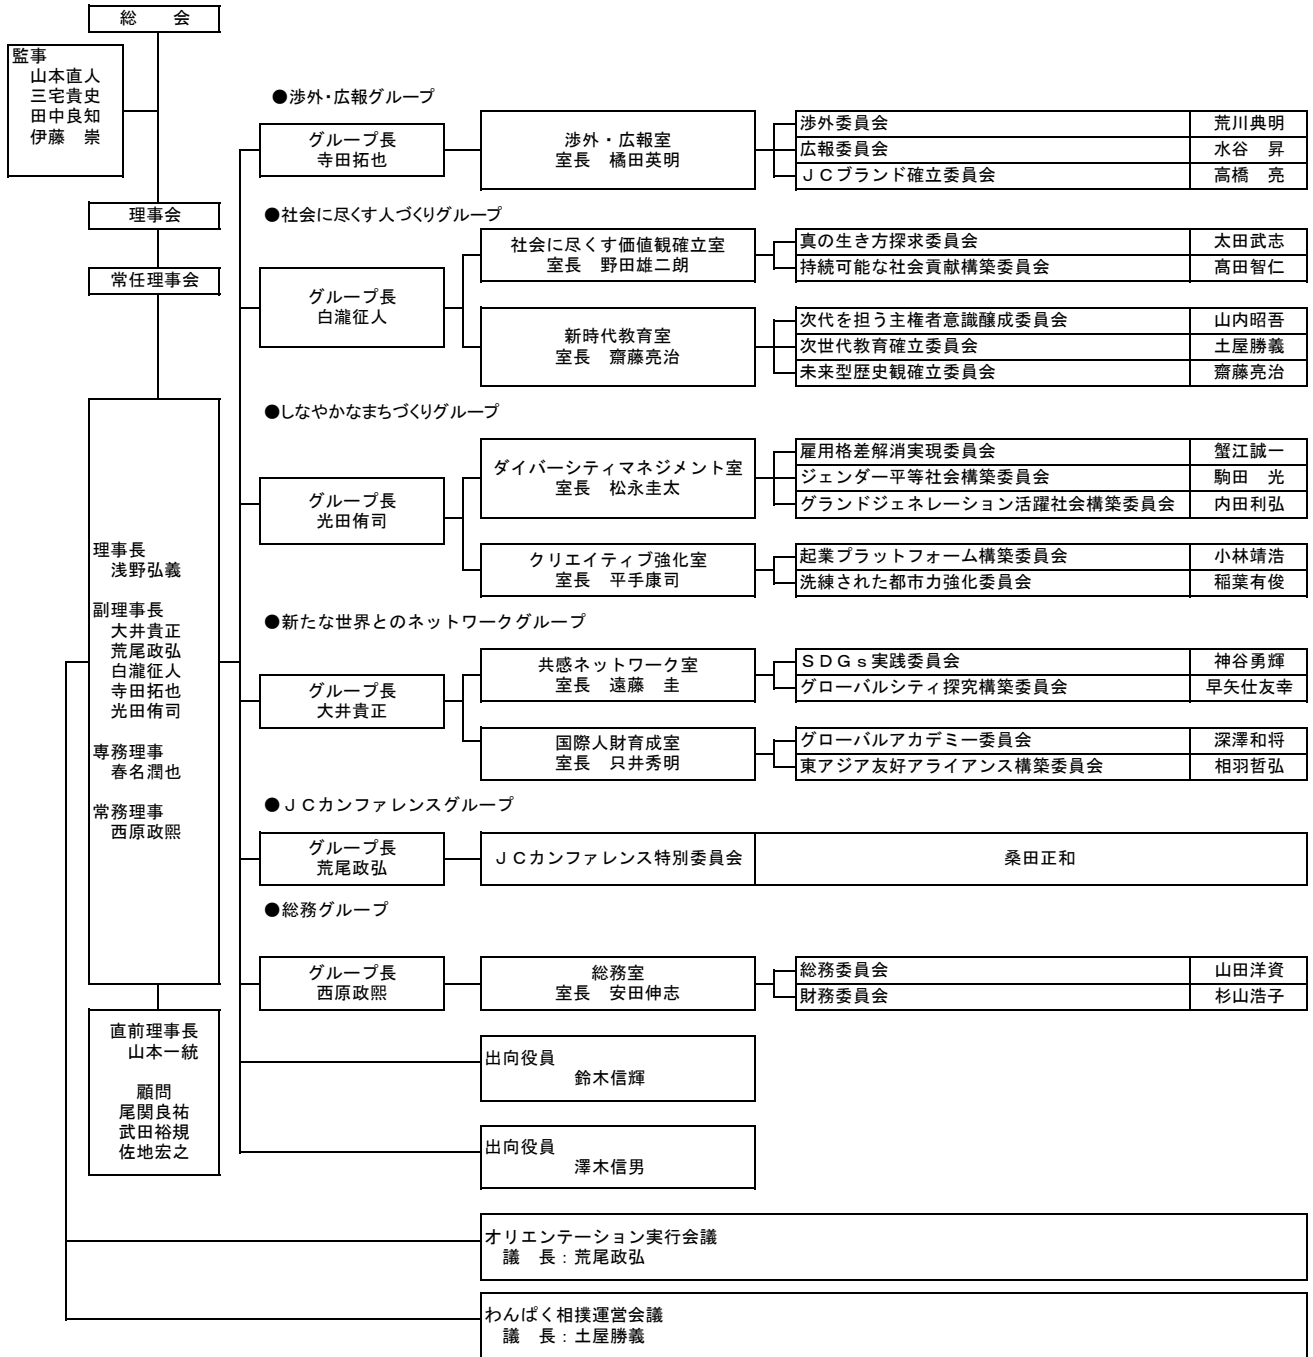 総　　会
監事
山本直人
三宅貴史
田中良知
伊藤　崇
理事会
常任理事会
理事長
浅野弘義
副理事長
大井貴正
荒尾政弘
白瀧征人
寺田拓也
光田侑司
専務理事
春名潤也
常務理事
西原政熙
直前理事長
山本一統
顧問
尾関良祐
武田裕規
佐地宏之
●渉外・広報グループ
グループ長
寺田拓也
渉外・広報室
室長　橘田英明
渉外委員会　荒川典明
広報委員会　水谷　昇
ＪＣブランド確立委員会　高橋　亮
●社会に尽くす人づくりグループ
グループ長
白瀧征人
社会に尽くす価値観確立室
室長　野田雄二朗
真の生き方探求委員会　太田武志
持続可能な社会貢献構築委員会　髙田智仁
新時代教育室
室長　齋藤亮治
次代を担う主権者意識醸成委員会　山内昭吾
次世代教育確立委員会　土屋勝義
未来型歴史観確立委員会　齋藤亮治
●しなやかなまちづくりグループ
グループ長
光田侑司
ダイバーシティマネジメント室
室長　松永圭太
雇用格差解消実現委員会　蟹江誠一
ジェンダー平等社会構築委員会　駒田　光
グランドジェネレーション活躍社会構築委員会　内田利弘
クリエイティブ強化室
室長　平手康司
起業プラットフォーム構築委員会　小林靖浩
洗練された都市力強化委員会　稲葉有俊
●新たな世界とのネットワークグループ
グループ長
大井貴正
共感ネットワーク室
室長　遠藤　圭
ＳＤＧｓ実践委員会　神谷勇輝
グローバルシティ探究構築委員会　早矢仕友幸
国際人財育成室
室長　只井秀明
グローバルアカデミー委員会　深澤和将
東アジア友好アライアンス構築委員会　相羽哲弘
●ＪＣカンファレンスグループ
グループ長
荒尾政弘
ＪＣカンファレンス特別委員会　桑田正和
●総務グループ
グループ長
西原政熙
総務室
室長　安田伸志
総務委員会　山田洋資
財務委員会　杉山浩子
出向役員
鈴木信輝
出向役員
澤木信男
オリエンテーション実行会議
議　長：荒尾政弘
わんぱく相撲運営会議
議　長：土屋勝義